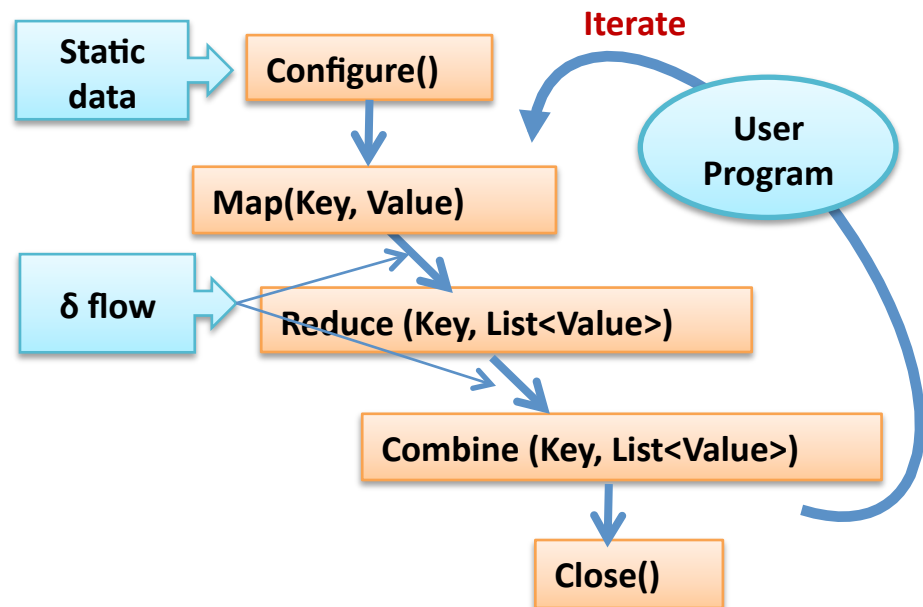 Iterate
Static
data
Configure()
User
Program
Map(Key, Value)
δ flow
Reduce (Key, List<Value>)
Combine (Key, List<Value>)
Close()